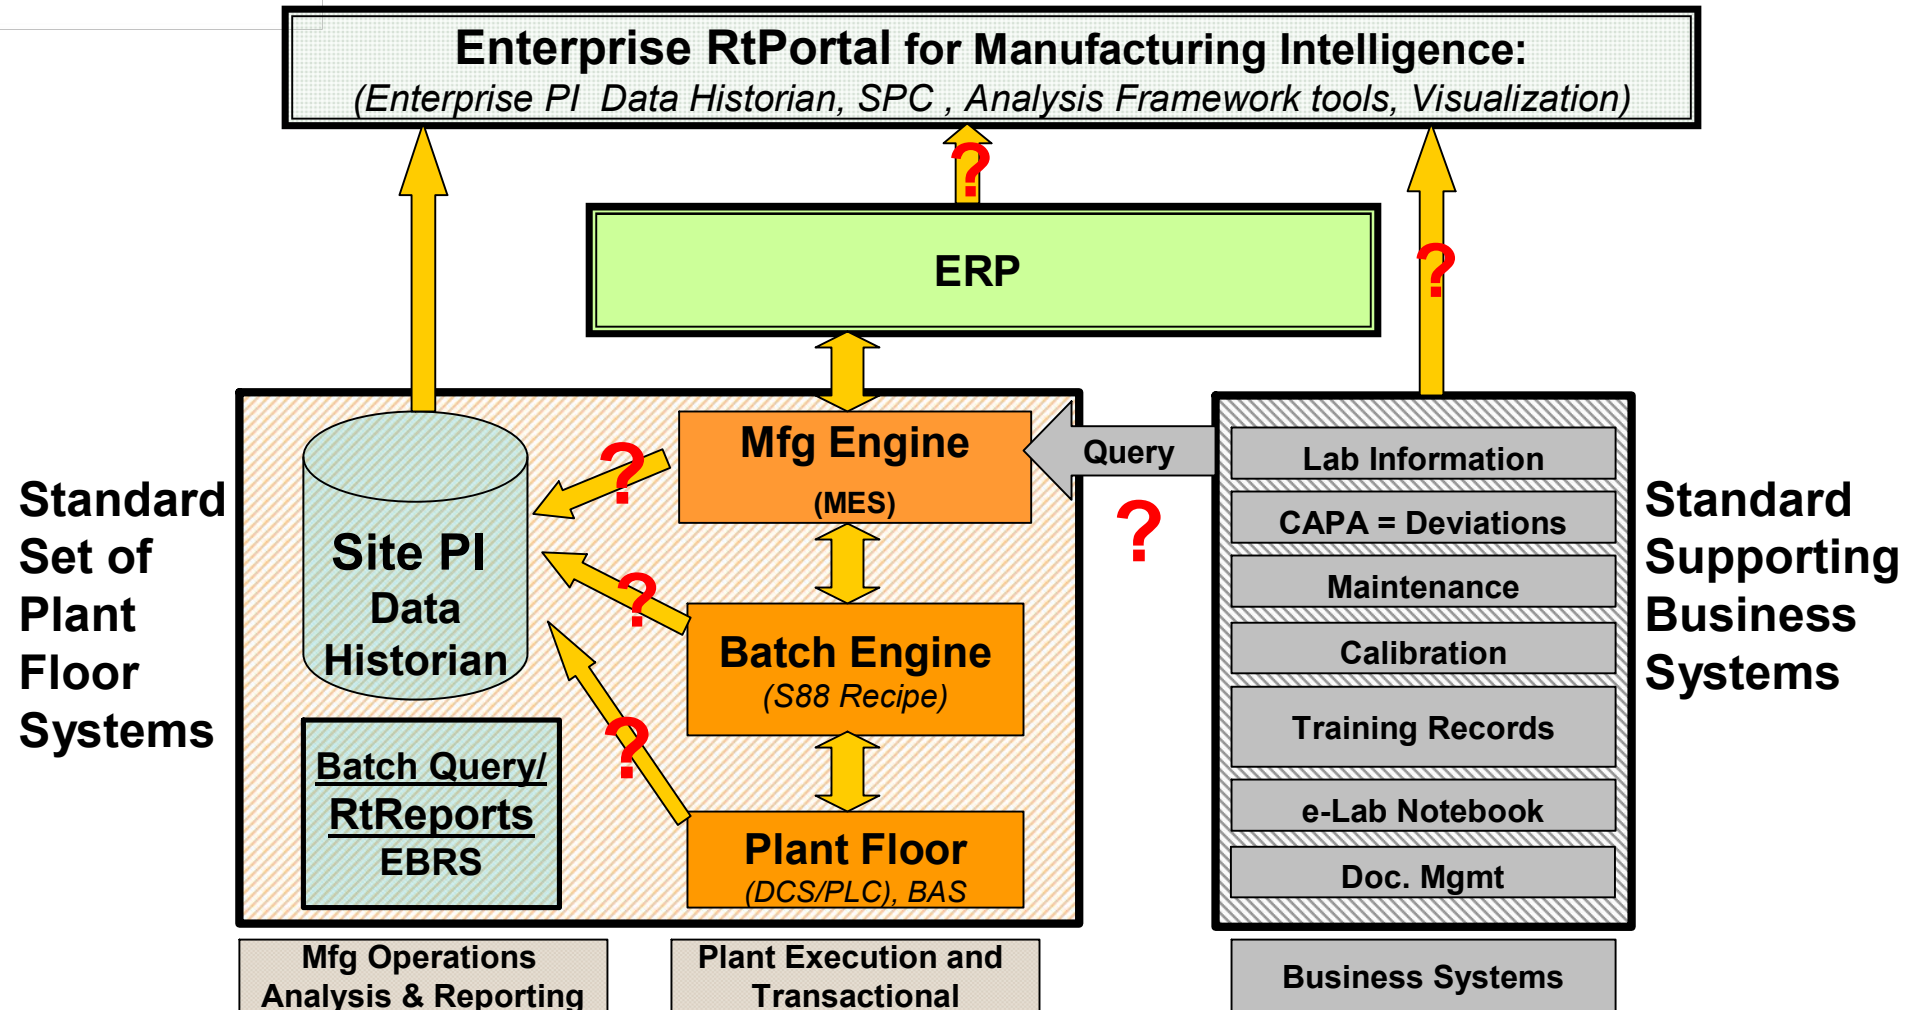 Enterprise RtPortal for Manufacturing Intelligence:
(Enterprise PI Data Historian, SPC , Analysis Framework tools, Visualization)
?
ERP
?
Standard
Set of
Plant
Floor
Systems
Site PI
Data
Historian
Batch Query/
RtReports
EBRS
?
?
?
Mfg Engine
(MES)
Batch Engine
(S88 Recipe)
Plant Floor
(DCS/PLC), BAS
Query
?
Lab Information
CAPA = Deviations
Maintenance
Calibration
Training Records
e-Lab Notebook
Doc. Mgmt
Standard
Supporting
Business
Systems
Mfg Operations
Analysis & Reporting
Plant Execution and
Transactional
Business Systems